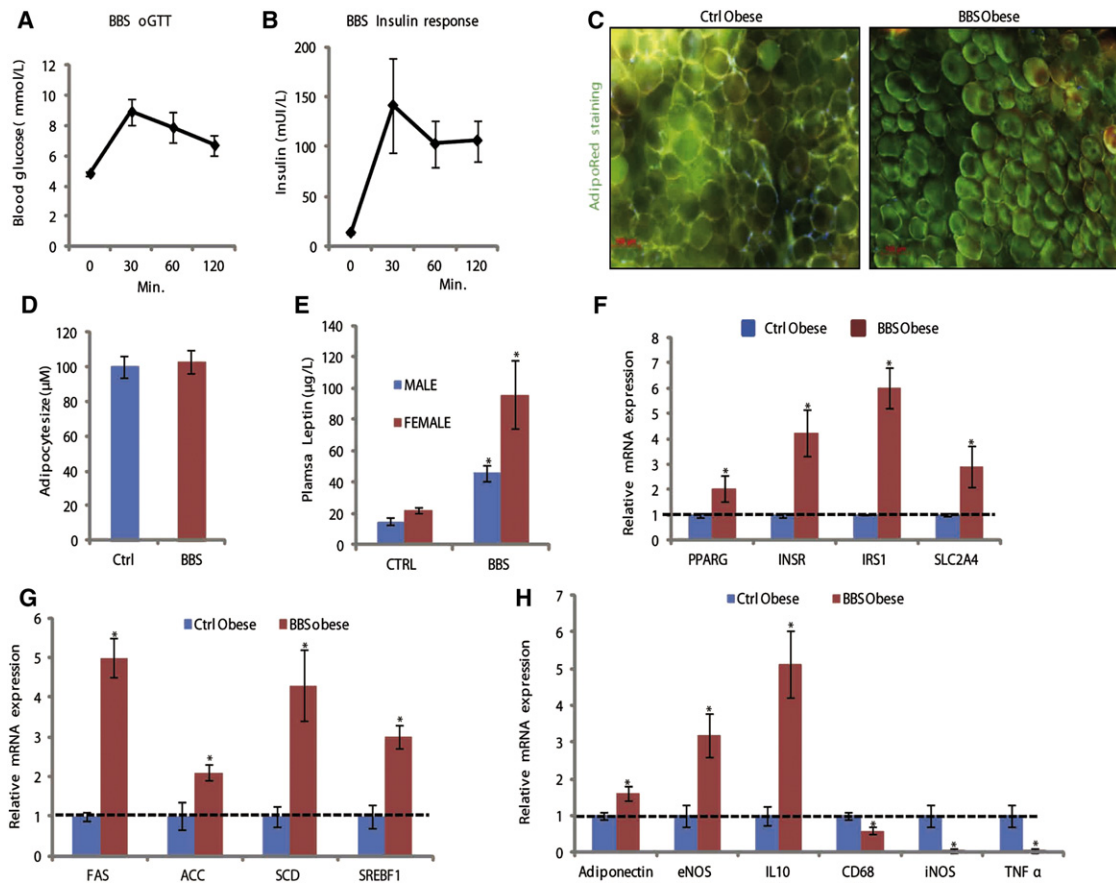 A
BBS oGTT
Blood glucose( mmol/L)
12
10
8
6
4
2
0
0 30 60 120
Min.
B
BBS Insulin response
Insulin (mUI/L)
200
150
100
50
0
0 30 60 120
Min.
C
Ctrl Obese BBS Obese
AdipoRed staining
D
Adipocyte size (µM)
120
100
80
60
40
20
0
Ctrl BBS
E
Plamsa Leptin (µg/L)
140
120
100
80
60
40
20
0
MALE
FEMALE
* *
CTRL BBS
F
Ctrl Obese BBS Obese
Relative mRNA expression
8
7
6
5
4
3
2
1
0
* * * *
PPARG INSR IRS1 SLC2A4
G
Ctrl Obese BBS obese
Relative mRNA expression
6
5
4
3
2
1
0
* * * *
FAS ACC SCD SREBF1
H
Ctrl Obese BBS Obese
Relative mRNA expression
7
6
5
4
3
2
1
0
* * * * * *
Adiponectin eNOS IL10 CD68 iNOS TNF α